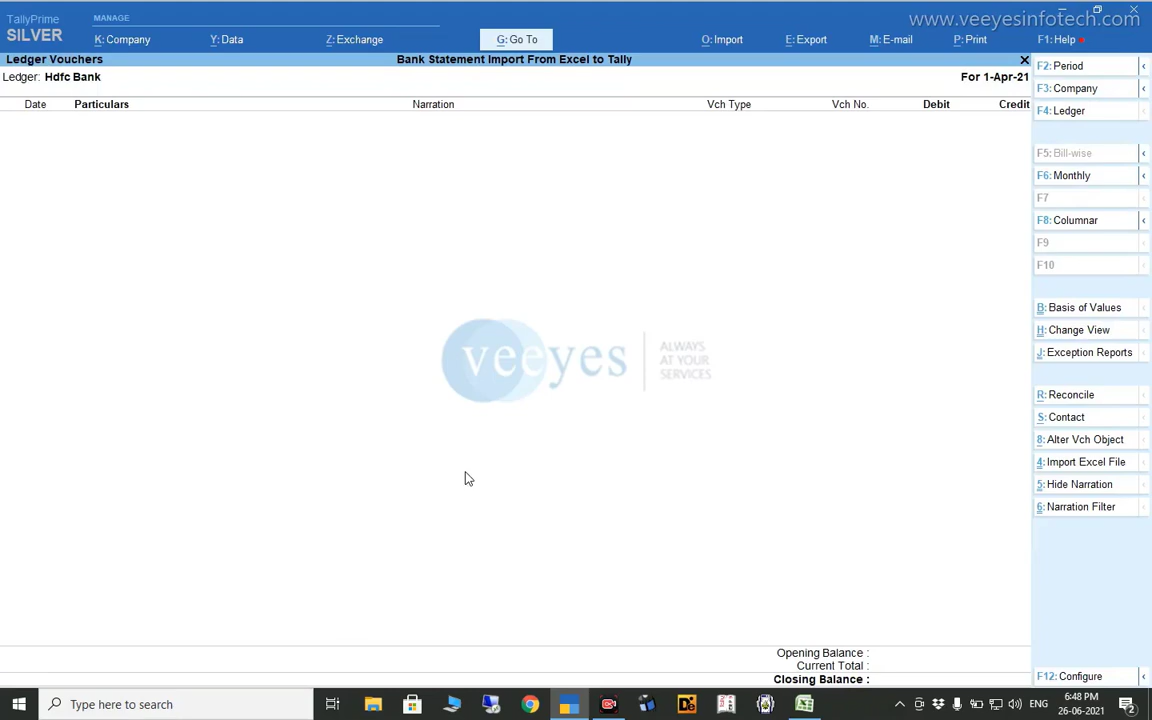 TallyPrime
SILVER
MANAGE
K: Company
Y: Data
Z: Exchange
G: Go To
O: Import
E: Export
M: E-mail
P: Print
F1: Help
www.veeyesinfotech.com
Ledger Vouchers
Bank Statement Import From Excel to Tally
Ledger: Hdfc Bank
For 1-Apr-21
Date Particulars Narration Vch Type Vch No. Debit Credit
F2: Period
F3: Company
F4: Ledger
F5: Bill-wise
F6: Monthly
F7
F8: Columnar
F9
F10
B: Basis of Values
H: Change View
J: Exception Reports
R: Reconcile
S: Contact
8: Alter Vch Object
4: Import Excel File
5: Hide Narration
6: Narration Filter
F12: Configure
veeyes
ALWAYS
AT YOUR
SERVICES
Opening Balance :
Current Total :
Closing Balance :
Type here to search
De
ENG
6:48 PM
26-06-2021
2